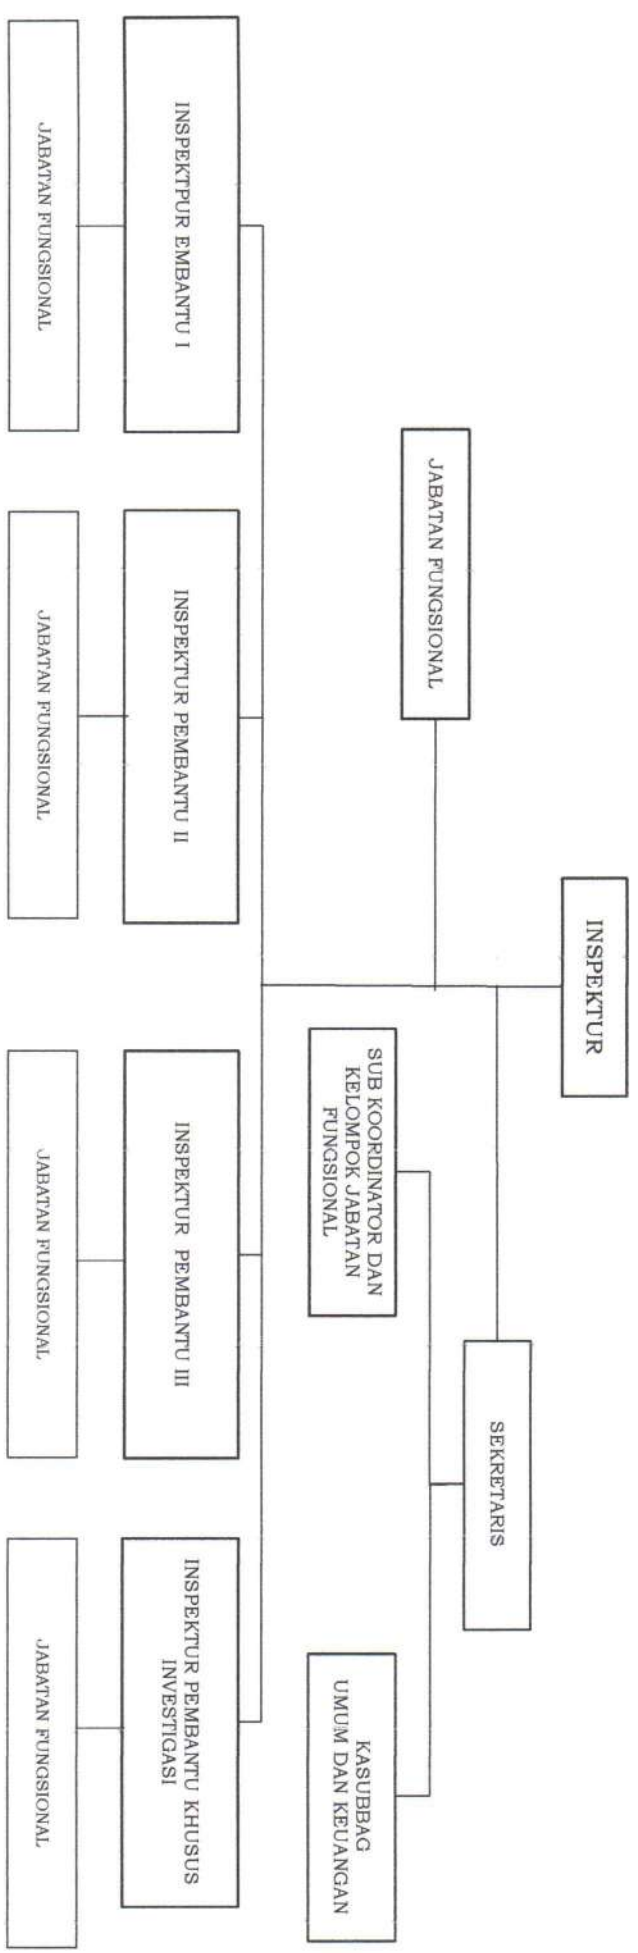 INSPEKTUR
SEKRETARIS
JABATAN FUNGSIONAL
SUB KOORDINATOR DAN
KELOMPOK JABATAN
FUNGSIONAL
KASUBBAG
UMUM DAN KEUANGAN
INSPEKTPUR EMBANTU I
INSPEKTUR PEMBANTU II
INSPEKTUR PEMBANTU III
INSPEKTUR PEMBANTU KHUSUS
INVESTIGASI
JABATAN FUNGSIONAL
JABATAN FUNGSIONAL
JABATAN FUNGSIONAL
JABATAN FUNGSIONAL